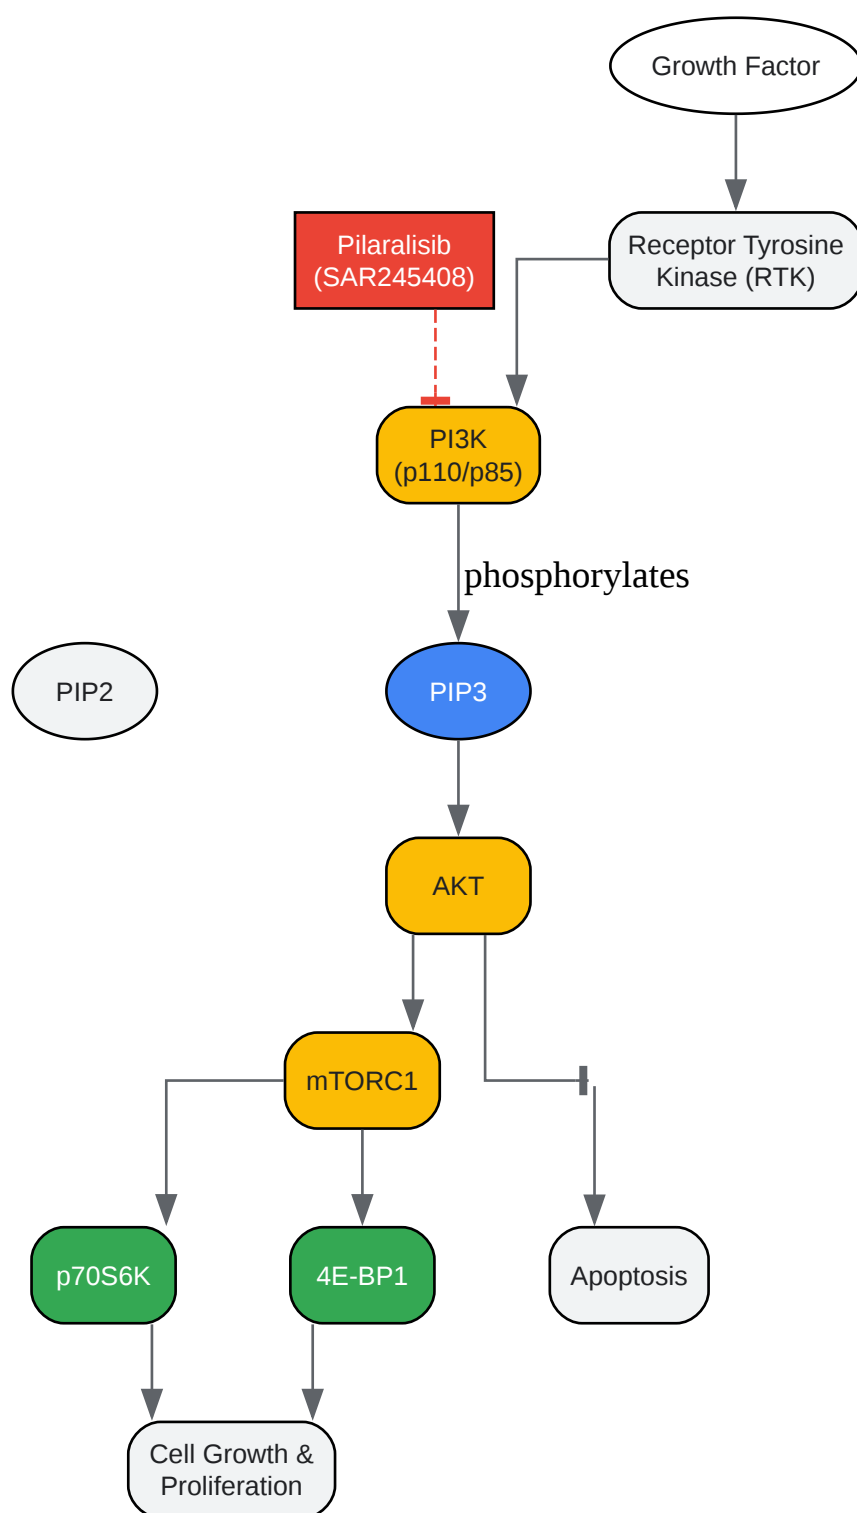 Growth Factor
Pilaralisib
(SAR245408)
Receptor Tyrosine
Kinase (RTK)
PI3K
(p110/p85)
phosphorylates
PIP2
PIP3
AKT
mTORC1
p70S6K
4E-BP1
Apoptosis
Cell Growth &
Proliferation